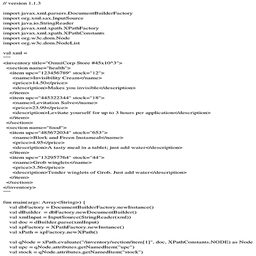 // version 1.1.3
import javax.xml.parsers.DocumentBuilderFactory
import org.xml.sax.InputSource
import java.io.StringReader
import javax.xml.xpath.XPathFactory
import javax.xml.xpath.XPathConstants
import org.w3c.dom.Node
import org.w3c.dom.NodeList
val xml =
"""
<inventory title="OmniCorp Store #45x10^3">
<section name="health">
<item upc="123456789" stock="12">
<name>Invisibility Cream</name>
<price>14.50</price>
<description>Makes you invisible</description>
</item>
<item upc="445322344" stock="18">
<name>Levitation Salve</name>
<price>23.99</price>
<description>Levitate yourself for up to 3 hours per application</description>
</item>
</section>
<section name="food">
<item upc="485672034" stock="653">
<name>Blork and Freen Instameal</name>
<price>4.95</price>
<description>A tasty meal in a tablet; just add water</description>
</item>
<item upc="132957764" stock="44">
<name>Grob winglets</name>
<price>3.56</price>
<description>Tender winglets of Grob. Just add water</description>
</item>
</section>
</inventory>
"""
fun main(args: Array<String>) {
val dbFactory = DocumentBuilderFactory.newInstance()
val dBuilder = dbFactory.newDocumentBuilder()
val xmlInput = InputSource(StringReader(xml))
val doc = dBuilder.parse(xmlInput)
val xpFactory = XPathFactory.newInstance()
val xPath = xpFactory.newXPath()
val qNode = xPath.evaluate("/inventory/section/item[1]", doc, XPathConstants.NODE) as Node
val upc = qNode.attributes.getNamedItem("upc")
val stock = qNode.attributes.getNamedItem("stock")